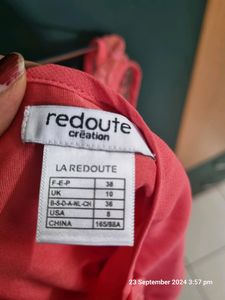 redoute
création
LA REDOUTE
F-E-P 38
UK 10
B-S-D-A-NL-CH 36
USA 8
CHINA 165/88A
23 September 2024 3:57 pm